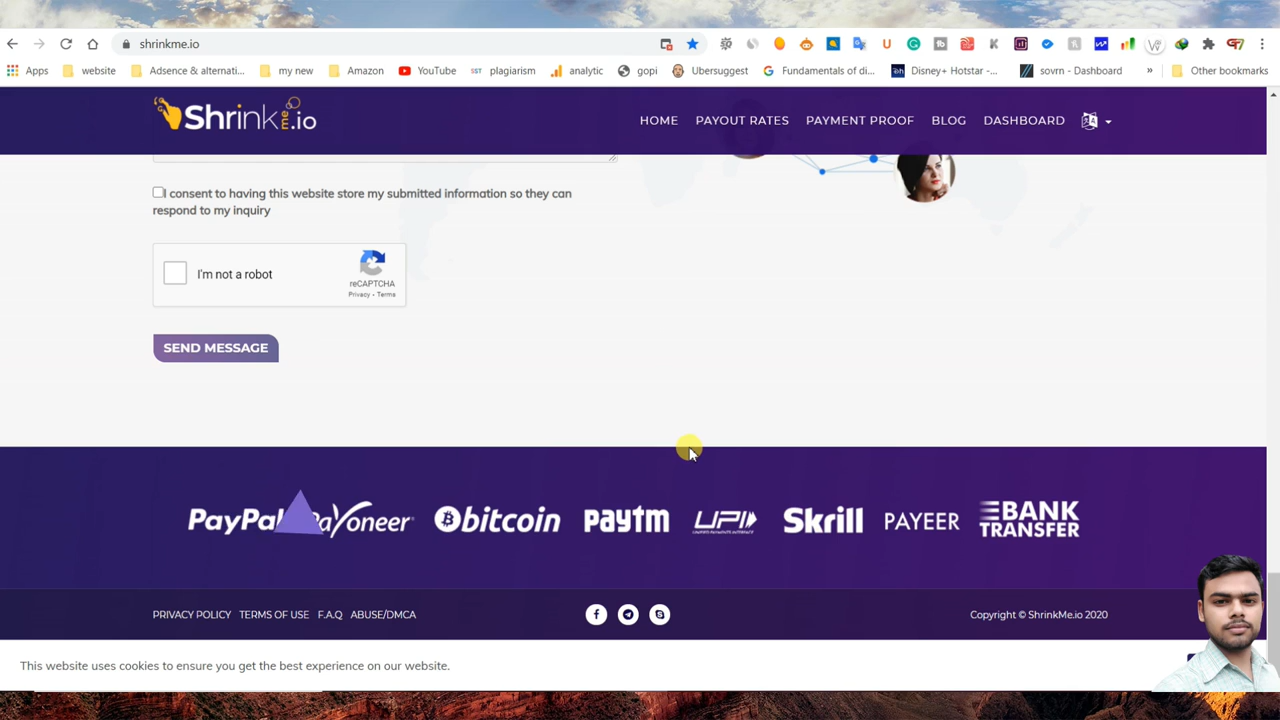 shrinkme.io
Apps website Adsence & alternati... my new Amazon YouTube SST plagiarism analytic gopi Ubersuggest Fundamentals of di... Disney+ Hotstar -... sovrn - Dashboard » Other bookmarks
Shrinkme.io HOME PAYOUT RATES PAYMENT PROOF BLOG DASHBOARD
I consent to having this website store my submitted information so they can
respond to my inquiry
I'm not a robot
reCAPTCHA
Privacy - Terms
SEND MESSAGE
PayPal Payoneer bitcoin paytm UPI Skrill PAYEER BANK
TRANSFER
PRIVACY POLICY TERMS OF USE F.A.Q ABUSE/DMCA Copyright © ShrinkMe.io 2020
This website uses cookies to ensure you get the best experience on our website.